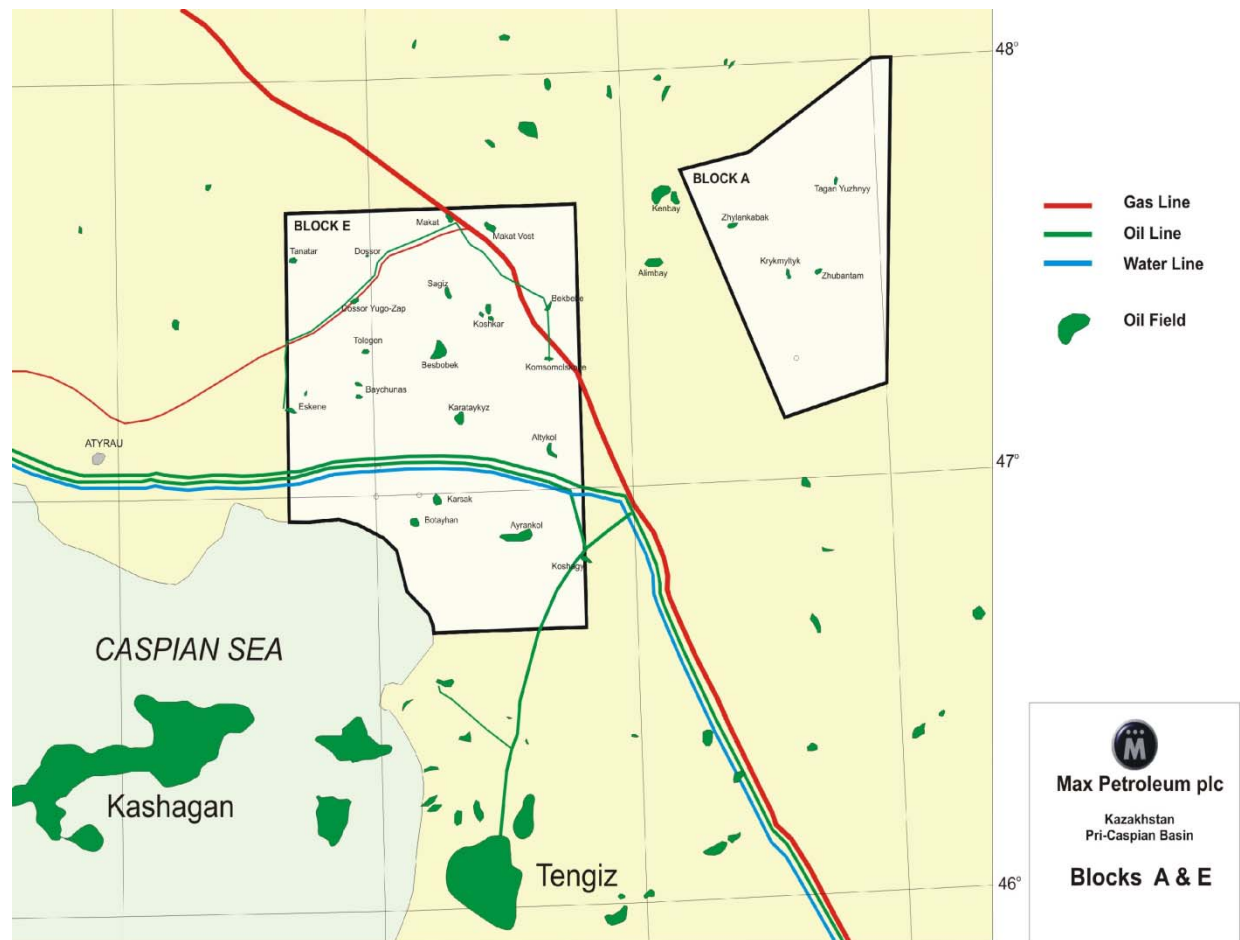 48°
BLOCK A
Tagan Yuzhnyy
Kenbay
Zhylankabak
Alimbay
Krykmyltyk
Zhubantam
BLOCK E
Makat
Makat Vost
Tanatar
Dossor
Sagiz
Bekbeke
Dossor Yugo-Zap
Koshkar
Tologon
Besbobek
Komsomolskoye
Baychunas
Eskene
Karataykyz
Altykol
ATYRAU
47°
Karsak
Botayhan
Ayrankol
CASPIAN SEA
Kashagan
Tengiz
46°
Gas Line
Oil Line
Water Line
Oil Field
M
Max Petroleum plc
Kazakhstan
Pri-Caspian Basin
Blocks A & E